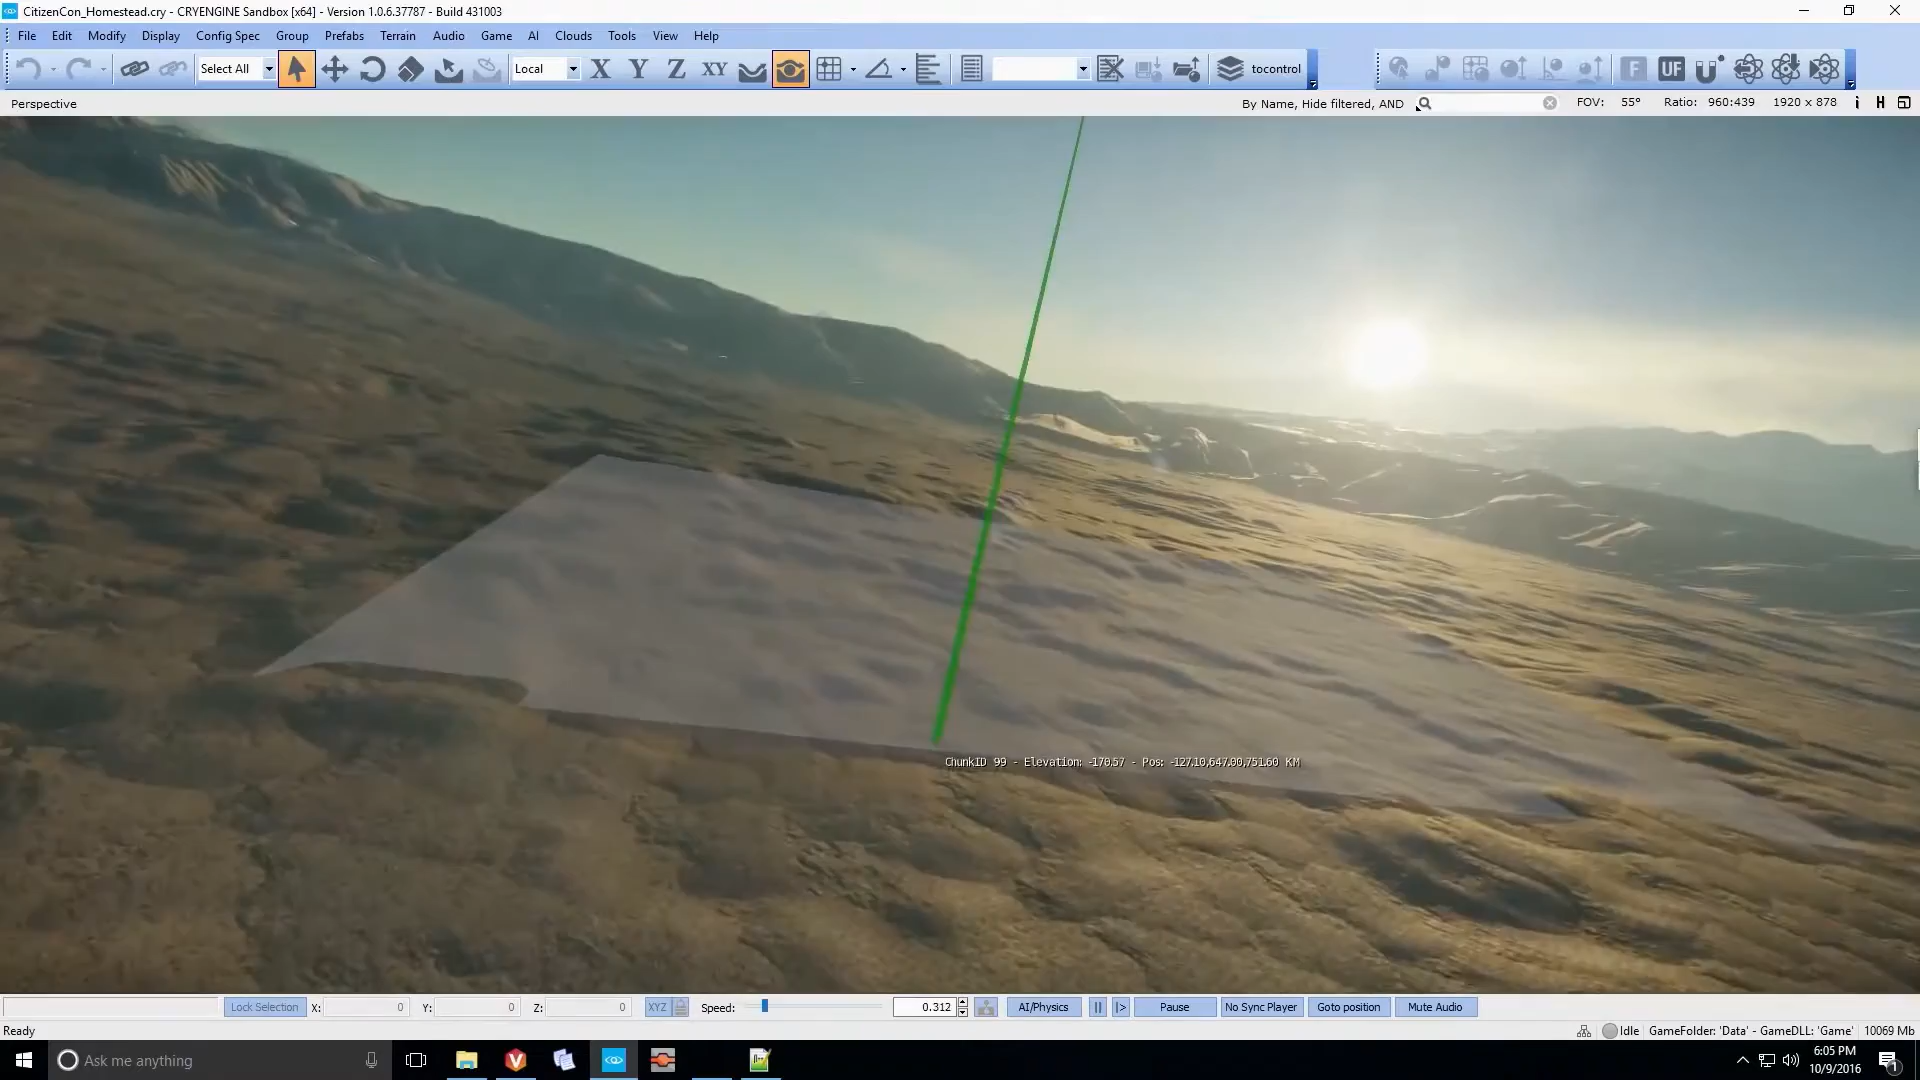 CitizenCon_Homestead.cry - CRYENGINE Sandbox [x64] - Version 1.0.6.37787 - Build 431003
File Edit Modify Display Config Spec Group Prefabs Terrain Audio Game AI Clouds Tools View Help
Select All Local X Y Z XY tocontrol F UF
Perspective By Name, Hide filtered, AND FOV: 55° Ratio: 960:439 1920 x 878 i H
ChunkID 99 - Elevation: -170.57 - Pos: -127.10,647.00,751.60 KM
Lock Selection X: 0 Y: 0 Z: 0 XYZ Speed: 0.312 AI/Physics Pause No Sync Player Goto position Mute Audio
Ready Idle GameFolder: 'Data' - GameDLL: 'Game' 10069 Mb
Ask me anything 6:05 PM
10/9/2016 1